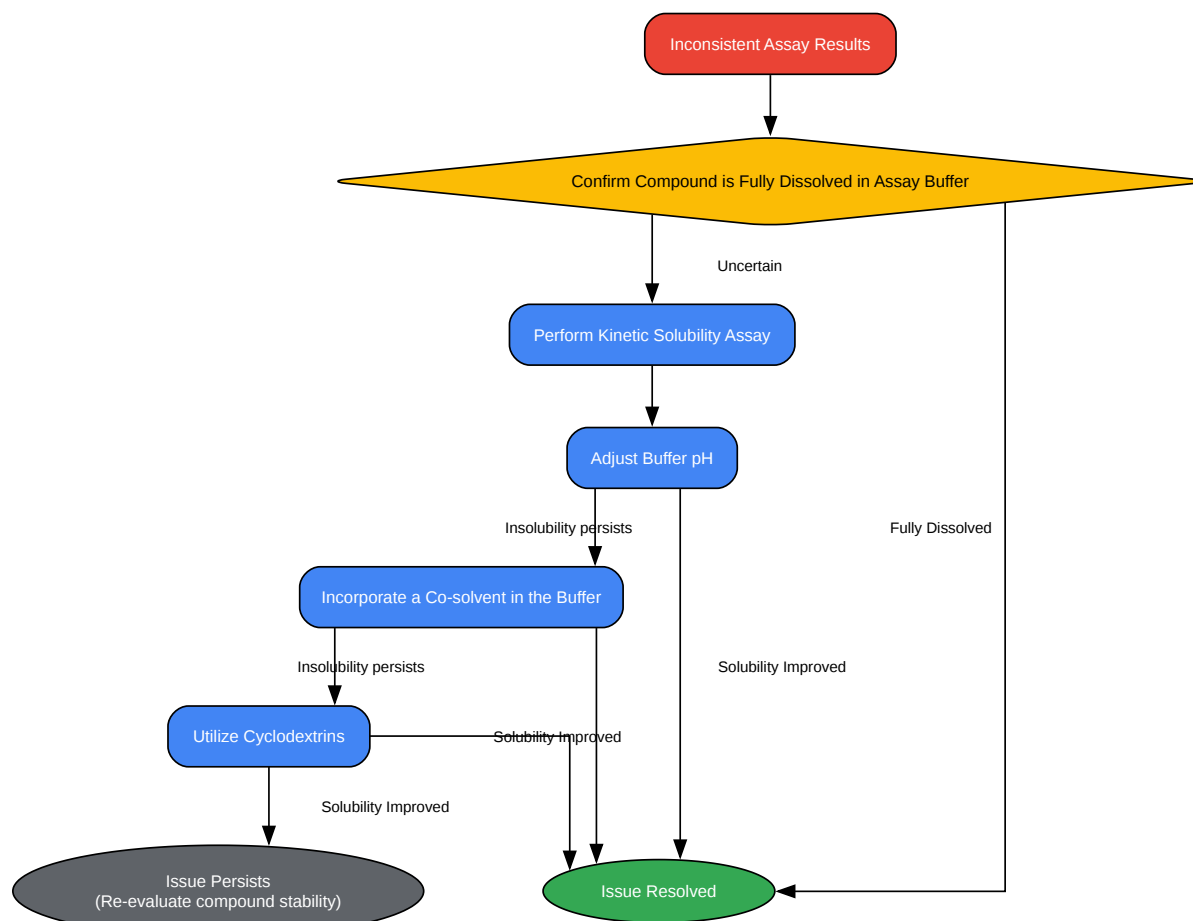 Inconsistent Assay Results
Confirm Compound is Fully Dissolved in Assay Buffer
Uncertain
Perform Kinetic Solubility Assay
Adjust Buffer pH
Insolubility persists
Fully Dissolved
Incorporate a Co-solvent in the Buffer
Insolubility persists
Solubility Improved
Utilize Cyclodextrins
Solubility Improved
Solubility Improved
Issue Persists
(Re-evaluate compound stability)
Issue Resolved